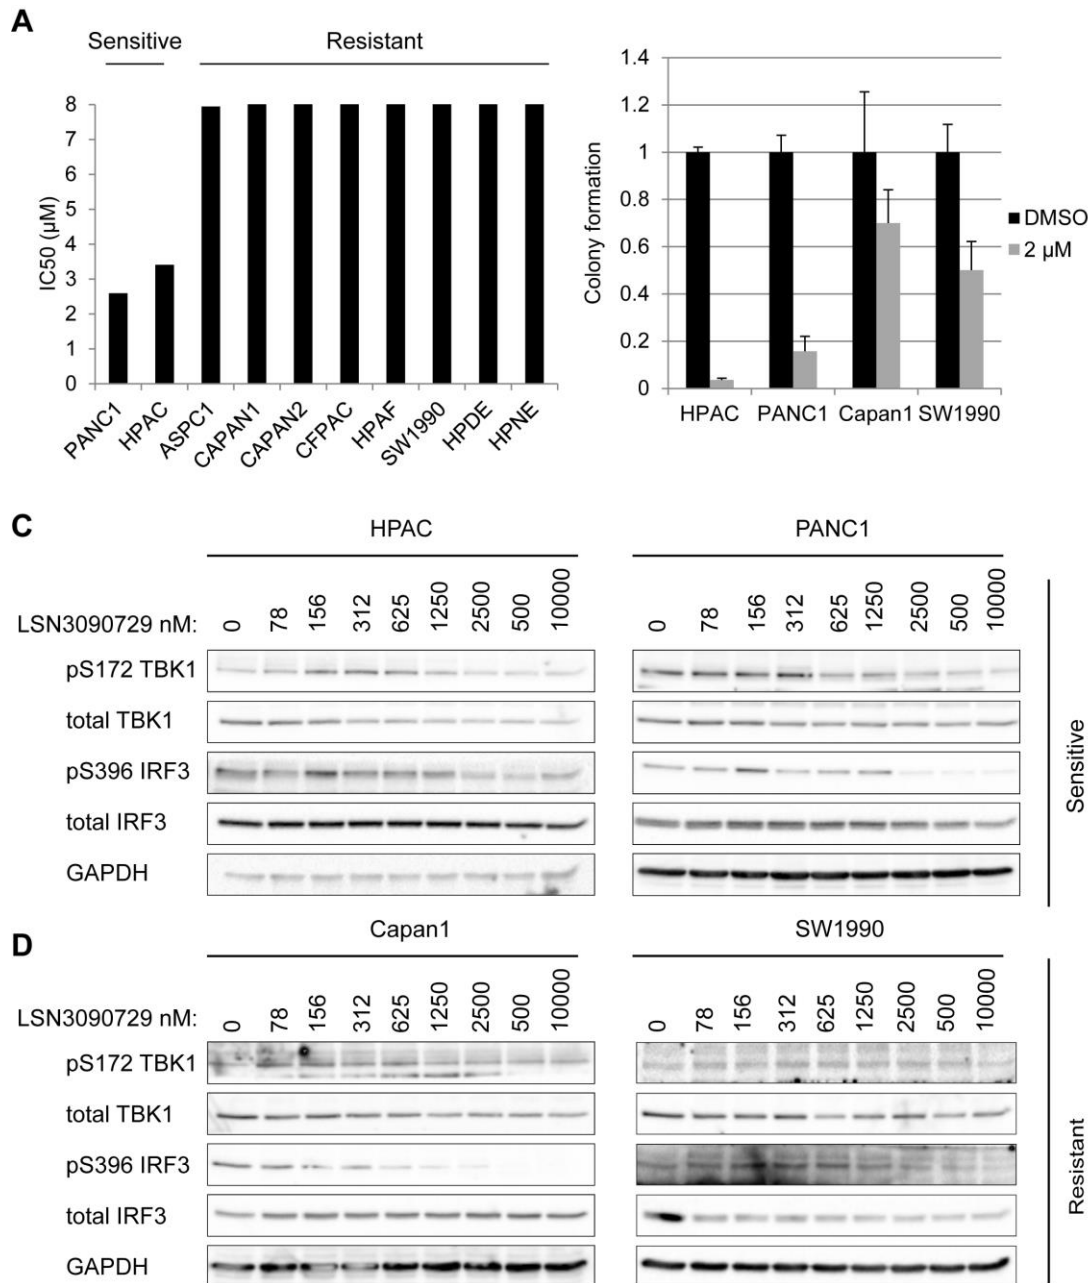 A
Sensitive Resistant
IC50 (µM)
8
7
6
5
4
3
2
1
0
PANC1 HPAC ASPC1 CAPAN1 CAPAN2 CFPAC HPAF SW1990 HPDE HPNE
Colony formation
1.4
1.2
1
0.8
0.6
0.4
0.2
0
HPAC PANC1 Capan1 SW1990
DMSO
2 µM
C
HPAC PANC1
LSN3090729 nM: 0 78 156 312 625 1250 2500 500 10000 0 78 156 312 625 1250 2500 500 10000
pS172 TBK1
total TBK1
pS396 IRF3
total IRF3
GAPDH
Sensitive
D
Capan1 SW1990
LSN3090729 nM: 0 78 156 312 625 1250 2500 500 10000 0 78 156 312 625 1250 2500 500 10000
pS172 TBK1
total TBK1
pS396 IRF3
total IRF3
GAPDH
Resistant